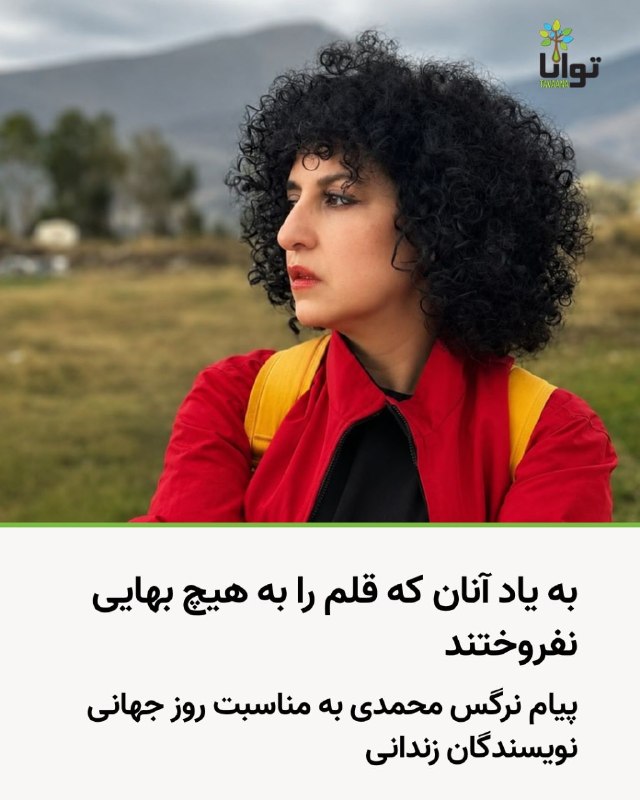 توانا
TAVAANA
به یاد آنان که قلم را به هیچ بهایی
نفروختند
پیام نرگس محمدی به مناسبت روز جهانی
نویسندگان زندانی